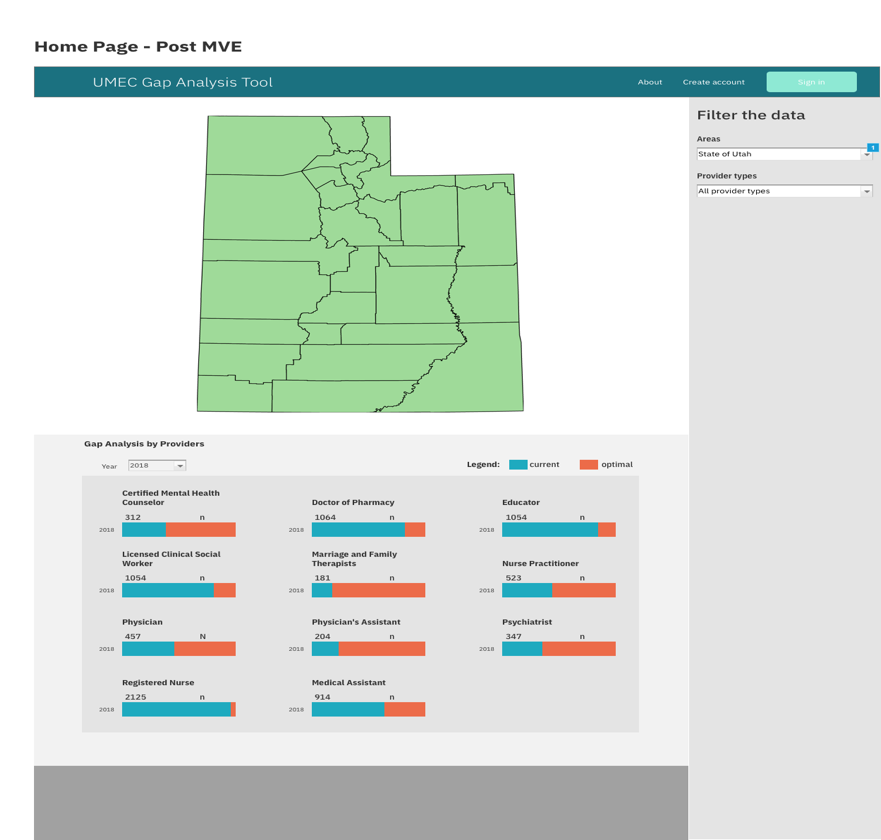 Home Page - Post MVE
UMEC Gap Analysis Tool
About
Create account
Sign in
Filter the data
Areas
1
State of Utah
Provider types
All provider types
Gap Analysis by Providers
Year
2018
Legend:
current
optimal
Certified Mental Health
Counselor
312 n
2018
Doctor of Pharmacy
1064 n
2018
Educator
1054 n
2018
Licensed Clinical Social
Worker
1054 n
2018
Marriage and Family
Therapists
181 n
2018
Nurse Practitioner
523 n
2018
Physician
457 N
2018
Physician's Assistant
204 n
2018
Psychiatrist
347 n
2018
Registered Nurse
2125 n
2018
Medical Assistant
914 n
2018